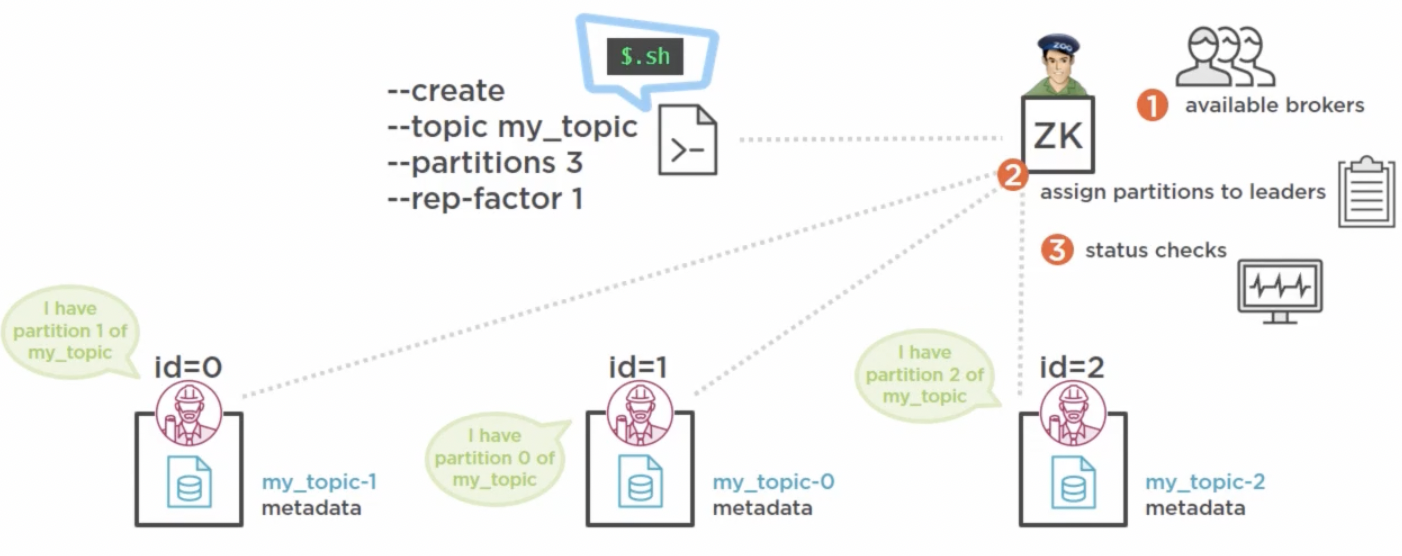 $.sh
--create
--topic my_topic
--partitions 3
--rep-factor 1
>-
ZOO
ZK
1 available brokers
2 assign partitions to leaders
3 status checks
I have
partition 1 of
my_topic
id=0
my_topic-1
metadata
I have
partition 0 of
my_topic
id=1
my_topic-0
metadata
I have
partition 2 of
my_topic
id=2
my_topic-2
metadata